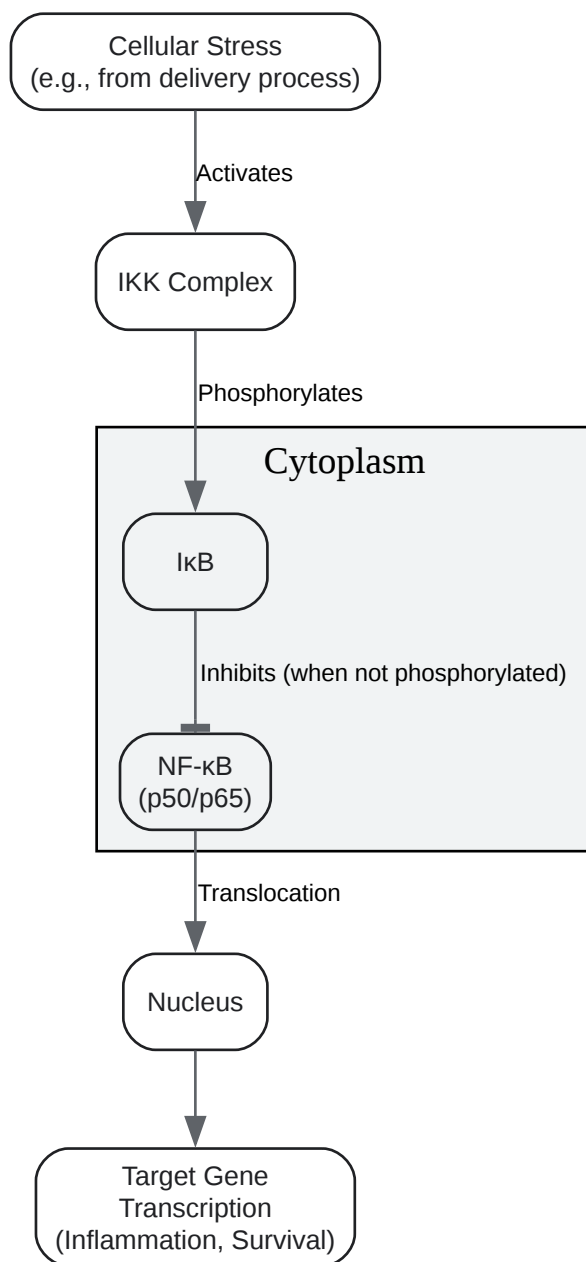 Cellular Stress
(e.g., from delivery process)
Activates
IKK Complex
Phosphorylates
Cytoplasm
IκB
Inhibits (when not phosphorylated)
NF-κB
(p50/p65)
Translocation
Nucleus
Target Gene
Transcription
(Inflammation, Survival)